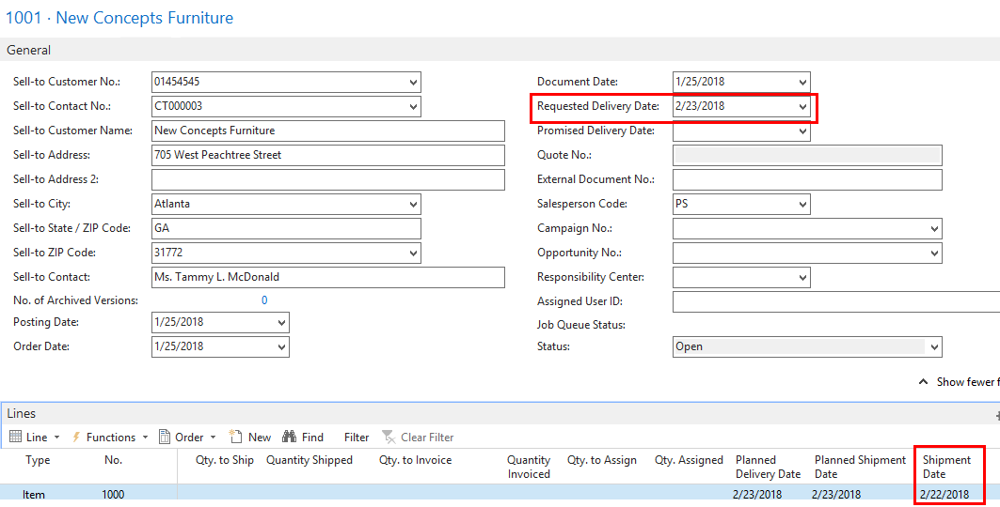 1001 · New Concepts Furniture
General
Sell-to Customer No.: 01454545
Document Date: 1/25/2018
Sell-to Contact No.: CT000003
Requested Delivery Date: 2/23/2018
Sell-to Customer Name: New Concepts Furniture
Promised Delivery Date:
Sell-to Address: 705 West Peachtree Street
Quote No.:
Sell-to Address 2:
External Document No.:
Sell-to City: Atlanta
Salesperson Code: PS
Sell-to State / ZIP Code: GA
Campaign No.:
Sell-to ZIP Code: 31772
Opportunity No.:
Sell-to Contact: Ms. Tammy L. McDonald
Responsibility Center:
No. of Archived Versions: 0
Assigned User ID:
Posting Date: 1/25/2018
Job Queue Status:
Order Date: 1/25/2018
Status: Open
Show fewer f
Lines
Line Functions Order New Find Filter Clear Filter
Type No. Qty. to Ship Quantity Shipped Qty. to Invoice Quantity Invoiced Qty. to Assign Qty. Assigned Planned Delivery Date Planned Shipment Date Shipment Date
Item 1000 2/23/2018 2/23/2018 2/22/2018